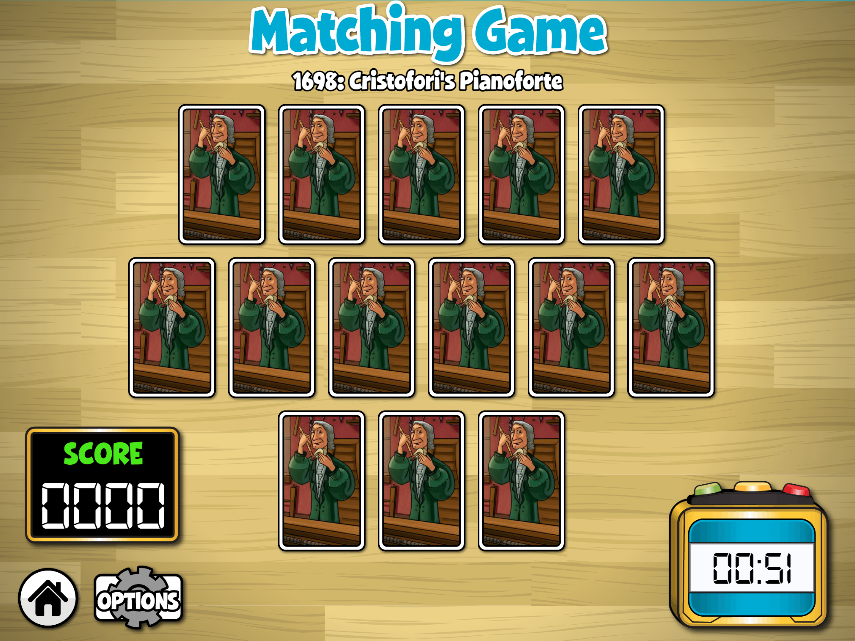 Matching Game
1698: Cristofori's Pianoforte
SCORE
0000
OPTIONS
00:51